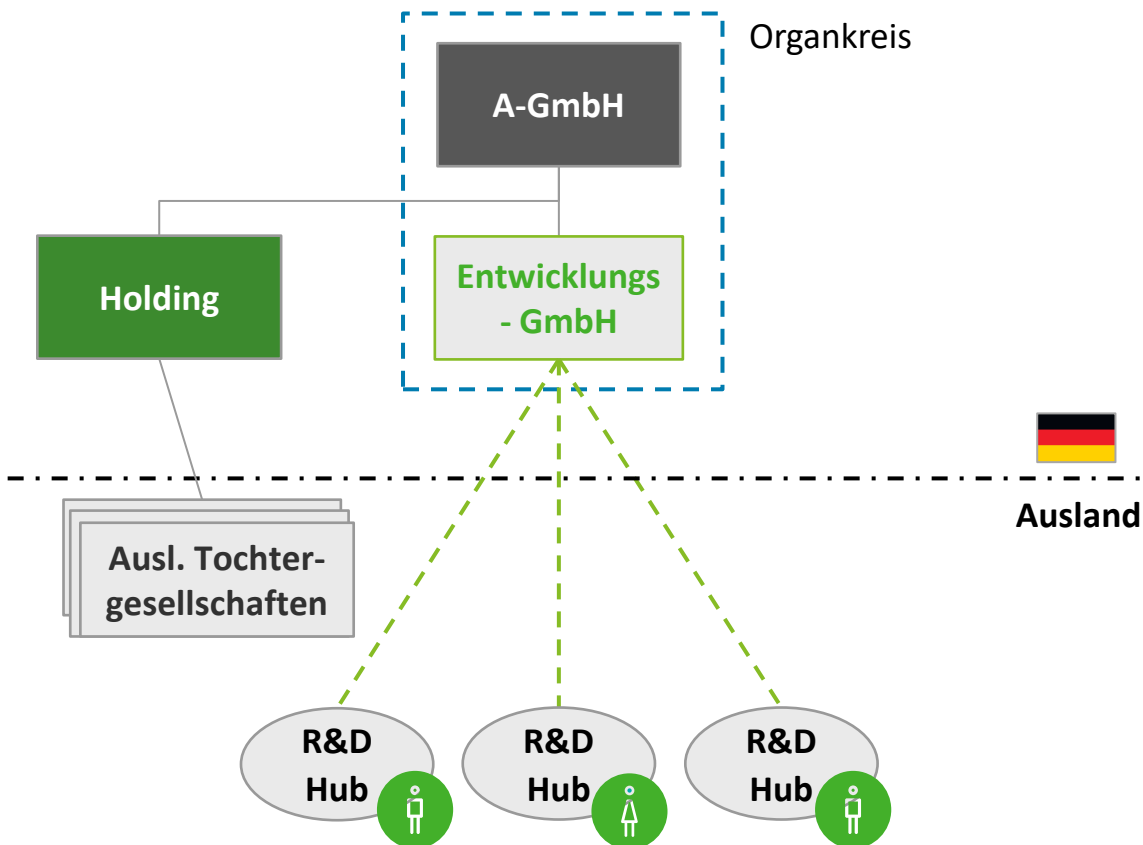 Organkreis
A-GmbH
Holding
Entwicklungs
- GmbH
Ausland
Ausl. Tochter-
gesellschaften
R&D
Hub
R&D
Hub
R&D
Hub